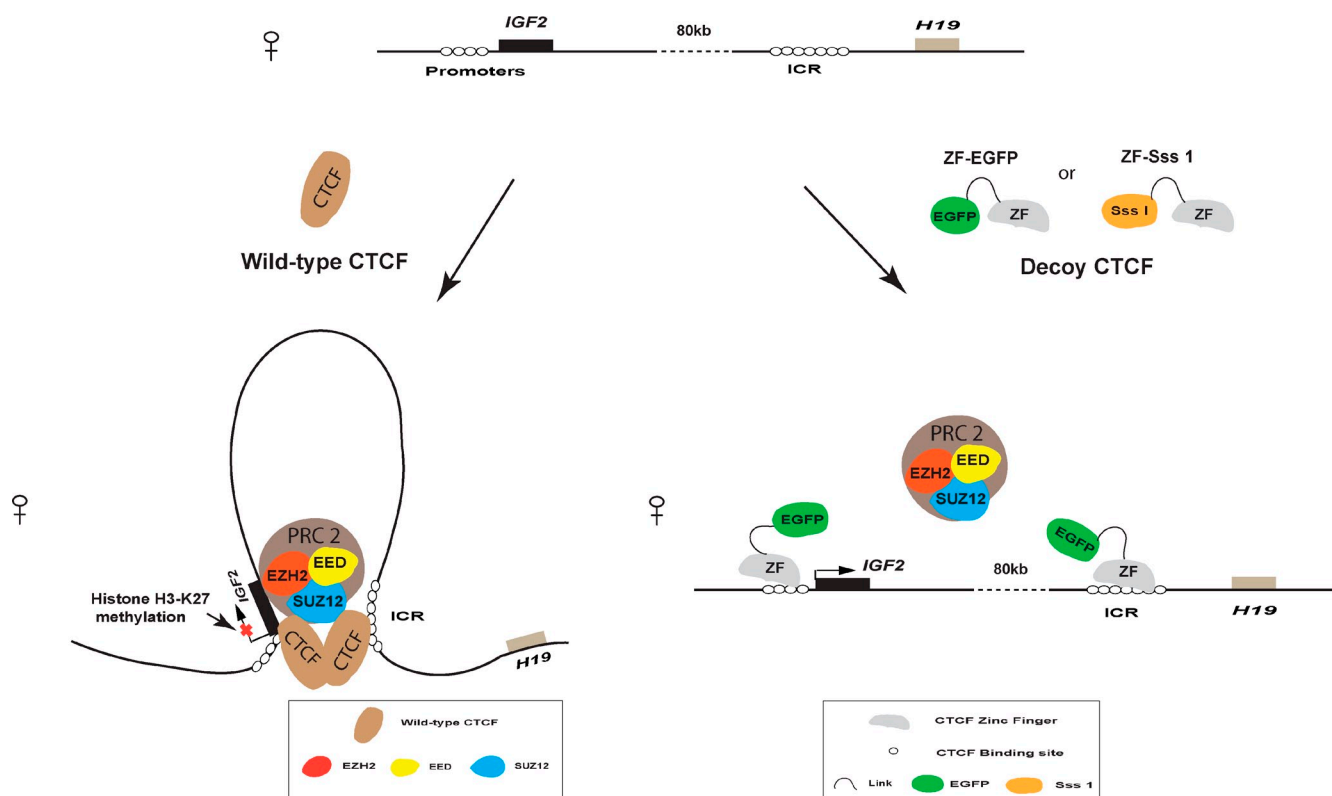 IGF2
80kb
H19
♀
Promoters
ICR
CTCF
Wild-type CTCF
ZF-EGFP
or
ZF-Sss 1
EGFP
ZF
Sss I
ZF
Decoy CTCF
♀
PRC 2
EZH2
EED
SUZ12
IGF2
Histone H3-K27
methylation
ICR
CTCF
CTCF
H19
Wild-type CTCF
EZH2
EED
SUZ12
♀
PRC 2
EZH2
EED
SUZ12
EGFP
ZF
IGF2
80kb
EGFP
ZF
ICR
H19
CTCF Zinc Finger
CTCF Binding site
Link
EGFP
Sss 1